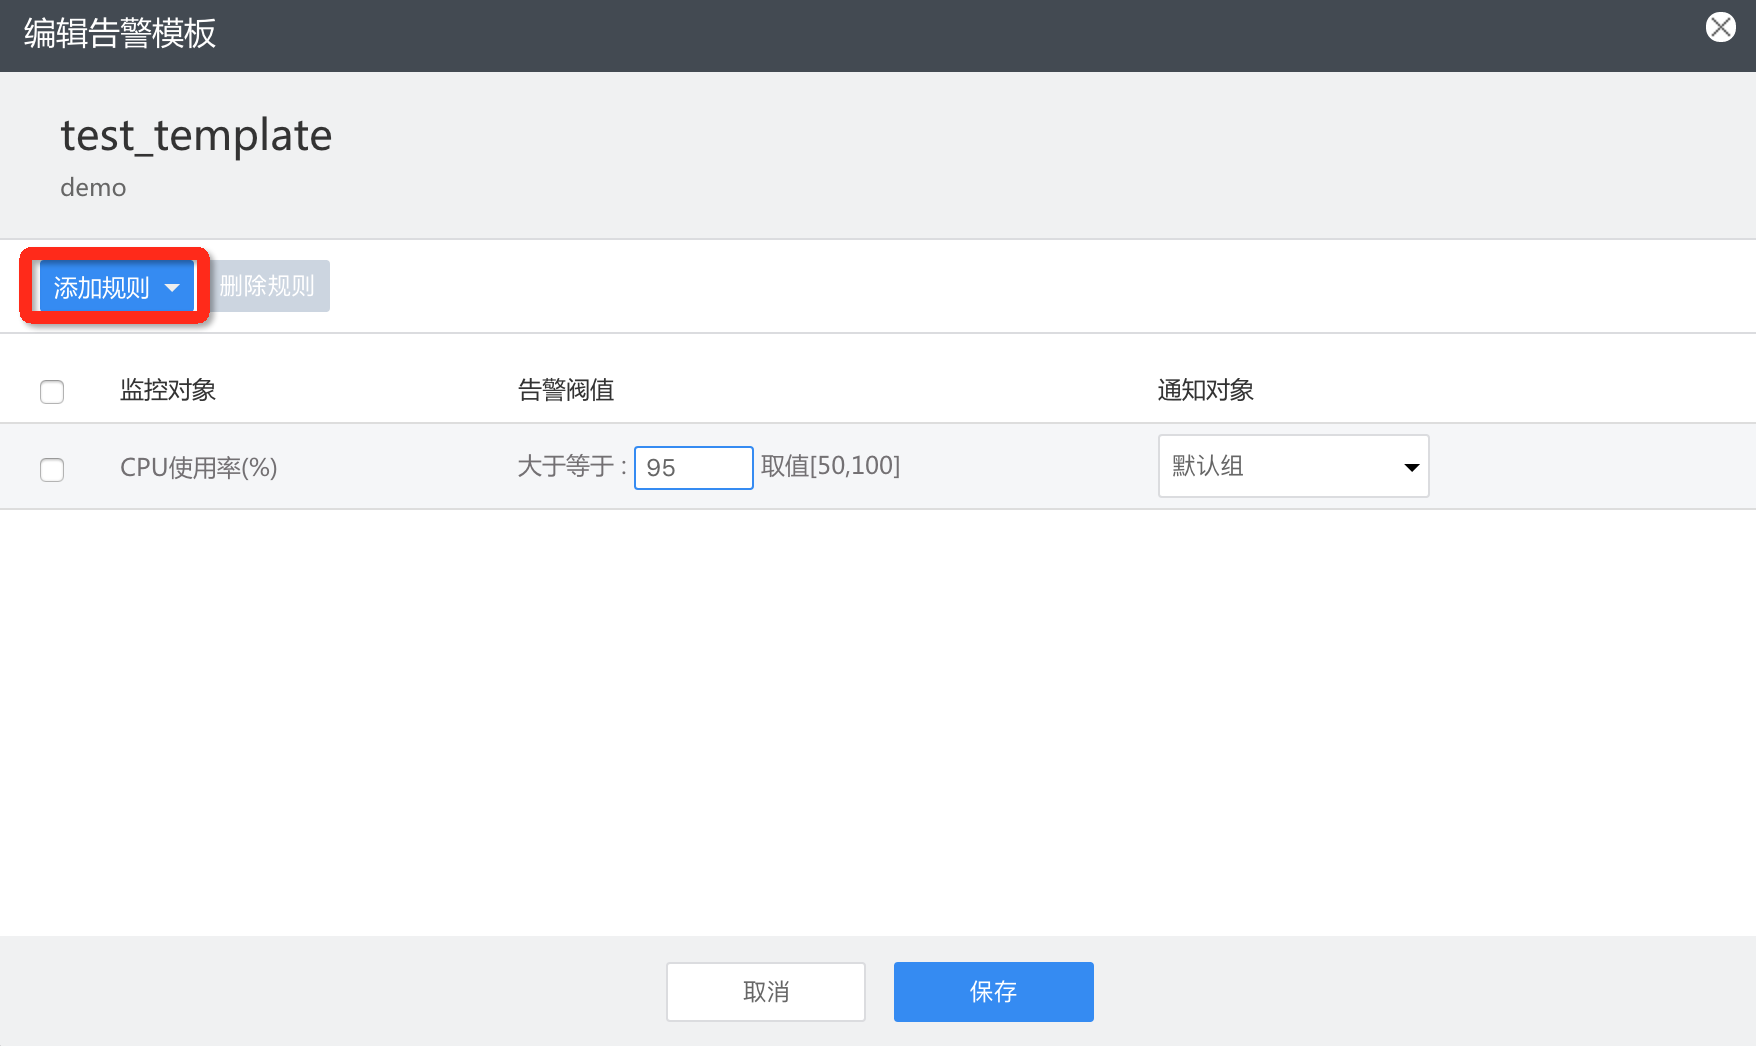 编辑告警模板
test_template
demo
添加规则 删除规则
监控对象 告警阀值 通知对象
CPU使用率(%) 大于等于 : 95 取值[50,100] 默认组
取消 保存